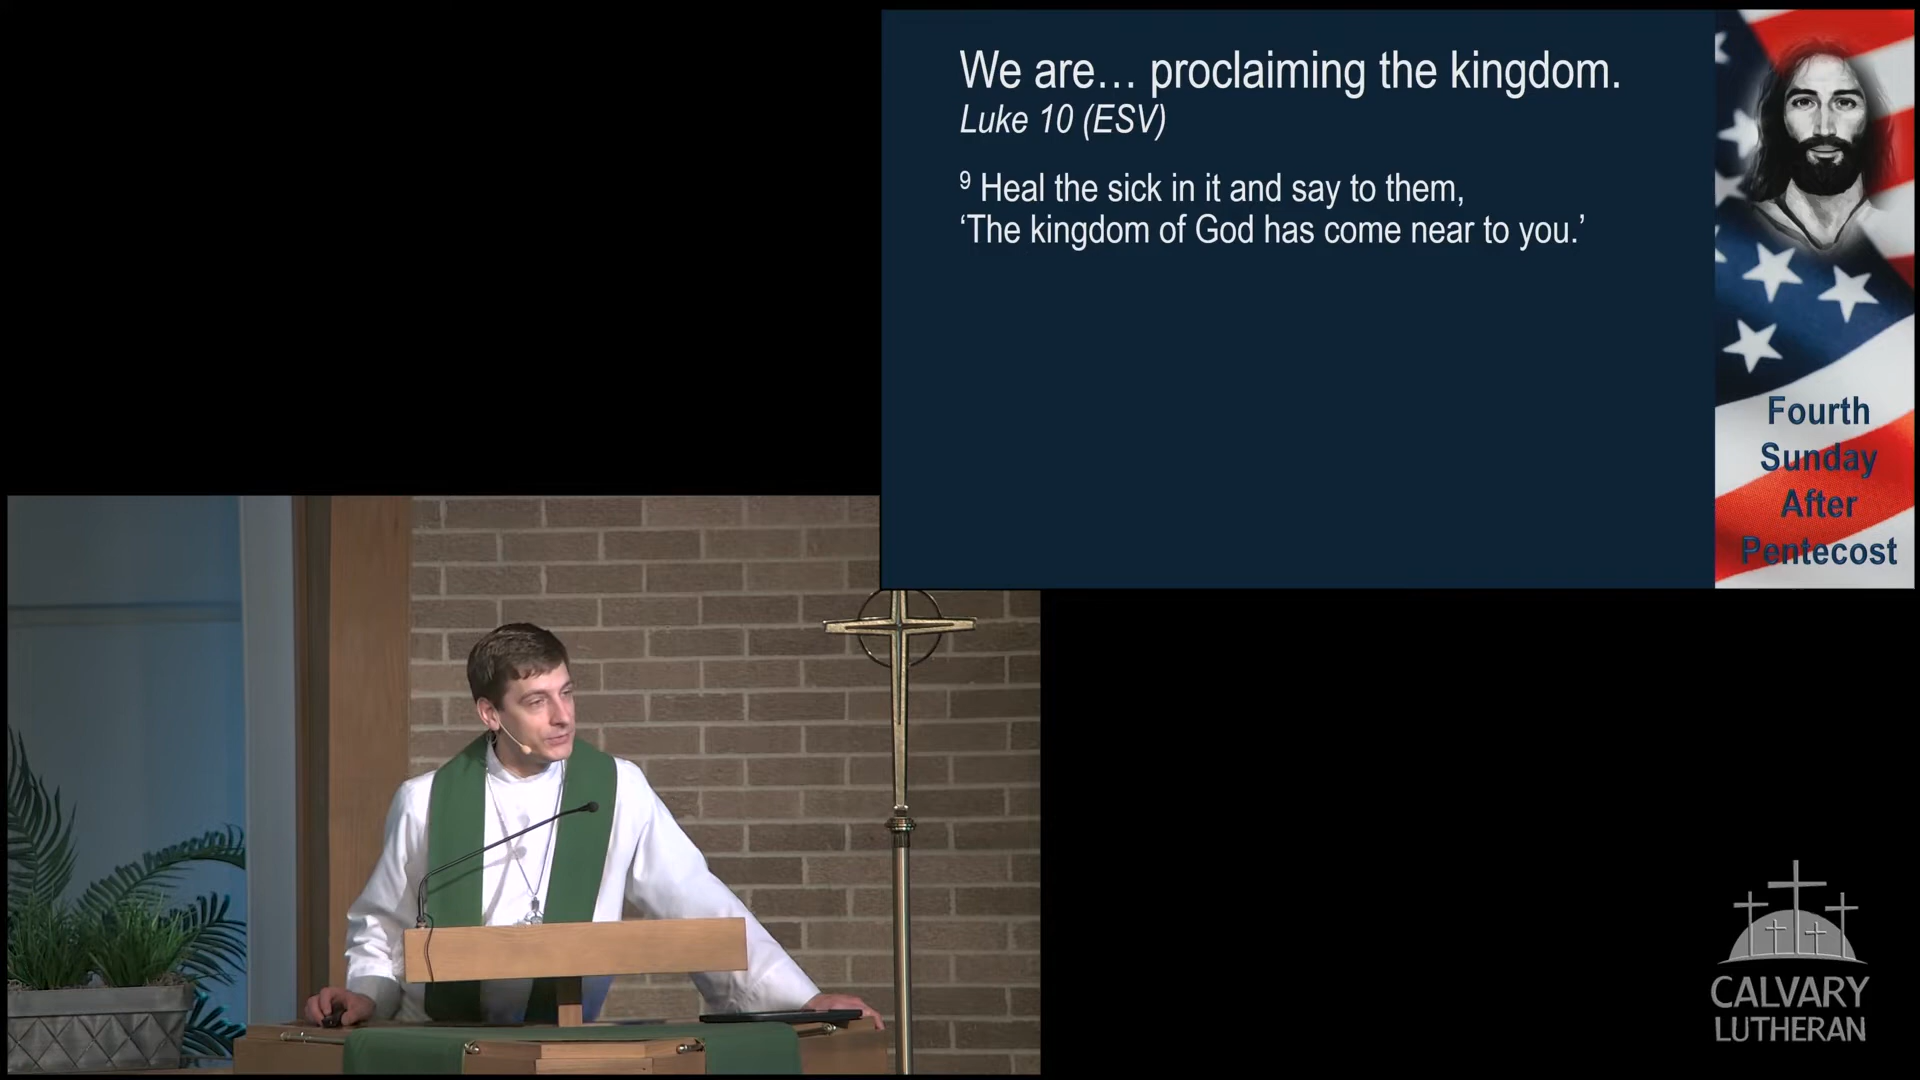 We are… proclaiming the kingdom.
Luke 10 (ESV)
9 Heal the sick in it and say to them,
‘The kingdom of God has come near to you.’
Fourth
Sunday
After
Pentecost
CALVARY
LUTHERAN